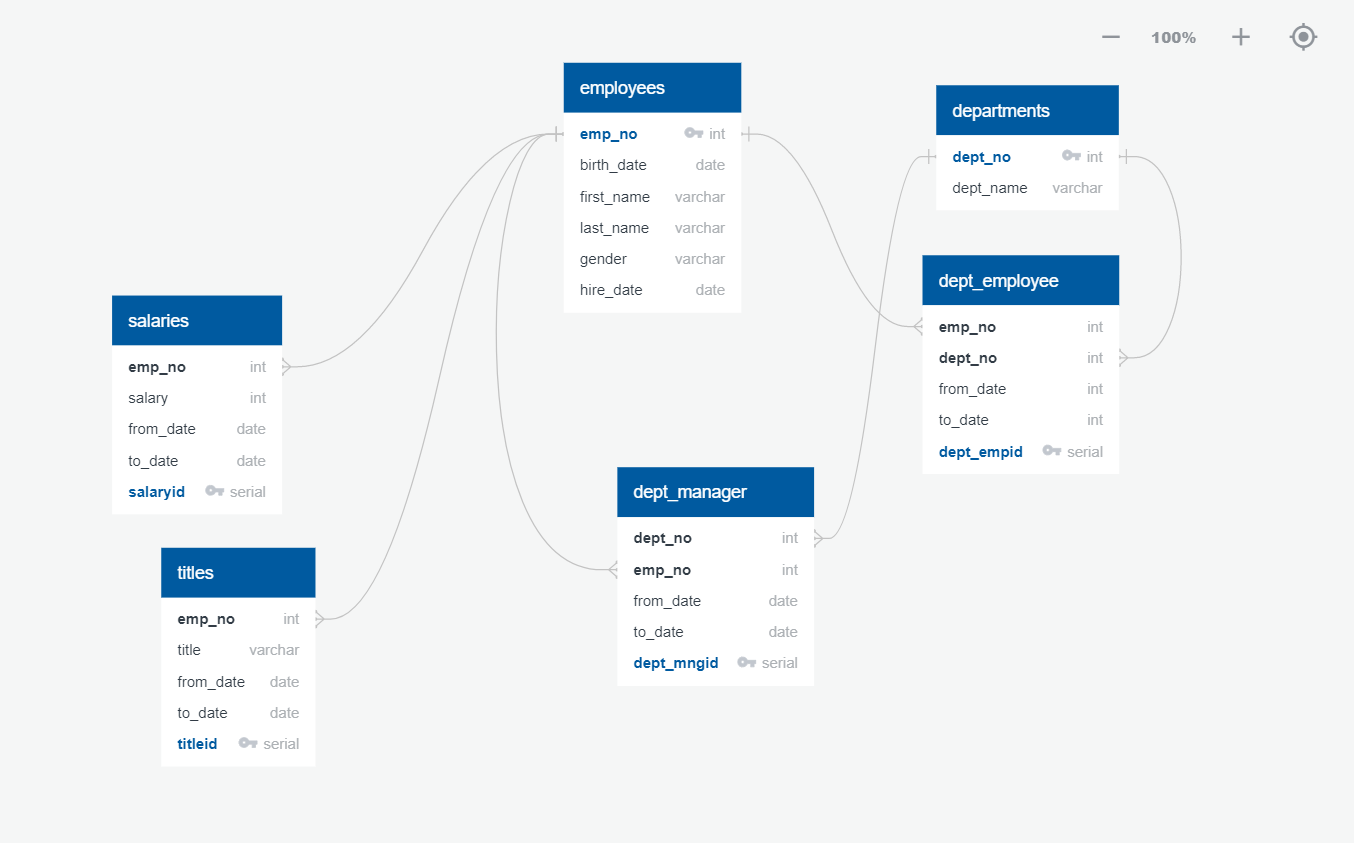 100%
employees
emp_no int
birth_date date
first_name varchar
last_name varchar
gender varchar
hire_date date
departments
dept_no int
dept_name varchar
dept_employee
emp_no int
dept_no int
from_date int
to_date int
dept_empid serial
salaries
emp_no int
salary int
from_date date
to_date date
salaryid serial
dept_manager
dept_no int
emp_no int
from_date date
to_date date
dept_mngid serial
titles
emp_no int
title varchar
from_date date
to_date date
titleid serial